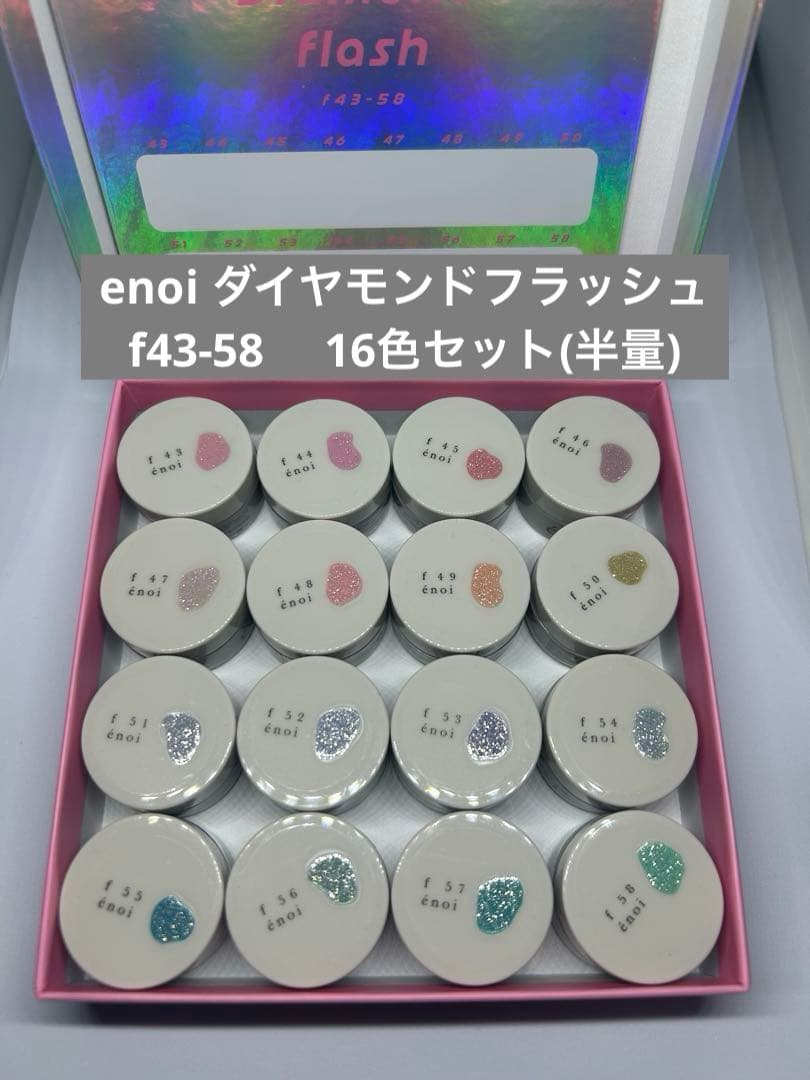 flash
f43-58
43 44 45 46 47 48 49 50
51 52 53 54 55 56 57 58
enoi ダイヤモンドフラッシュ
f43-58 16色セット(半量)
f 43
énoi
f 44
énoi
f 45
énoi
f 46
énoi
f 47
énoi
f 48
énoi
f 49
énoi
f 50
énoi
f 51
énoi
f 52
énoi
f 53
énoi
f 54
énoi
f 55
énoi
f 56
énoi
f 57
énoi
f 58
énoi